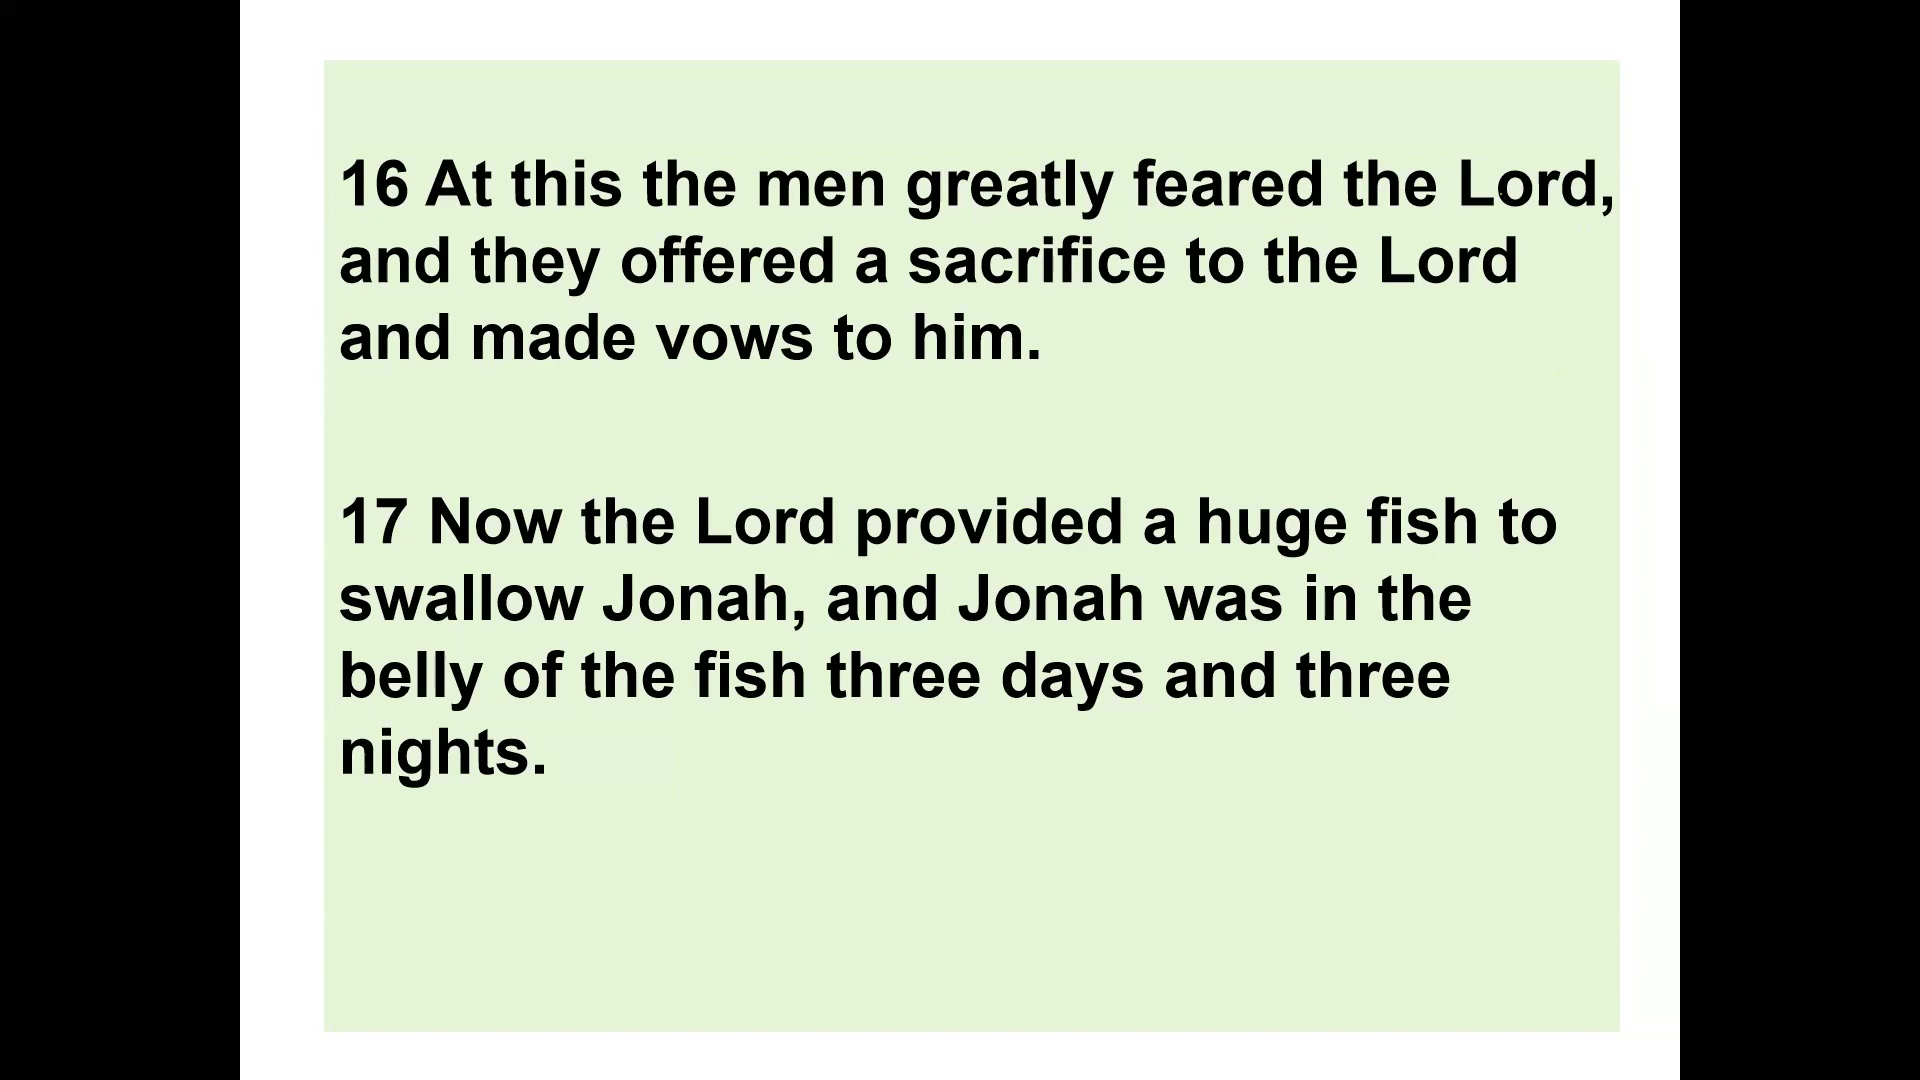 16 At this the men greatly feared the Lord,
and they offered a sacrifice to the Lord
and made vows to him.
17 Now the Lord provided a huge fish to
swallow Jonah, and Jonah was in the
belly of the fish three days and three
nights.